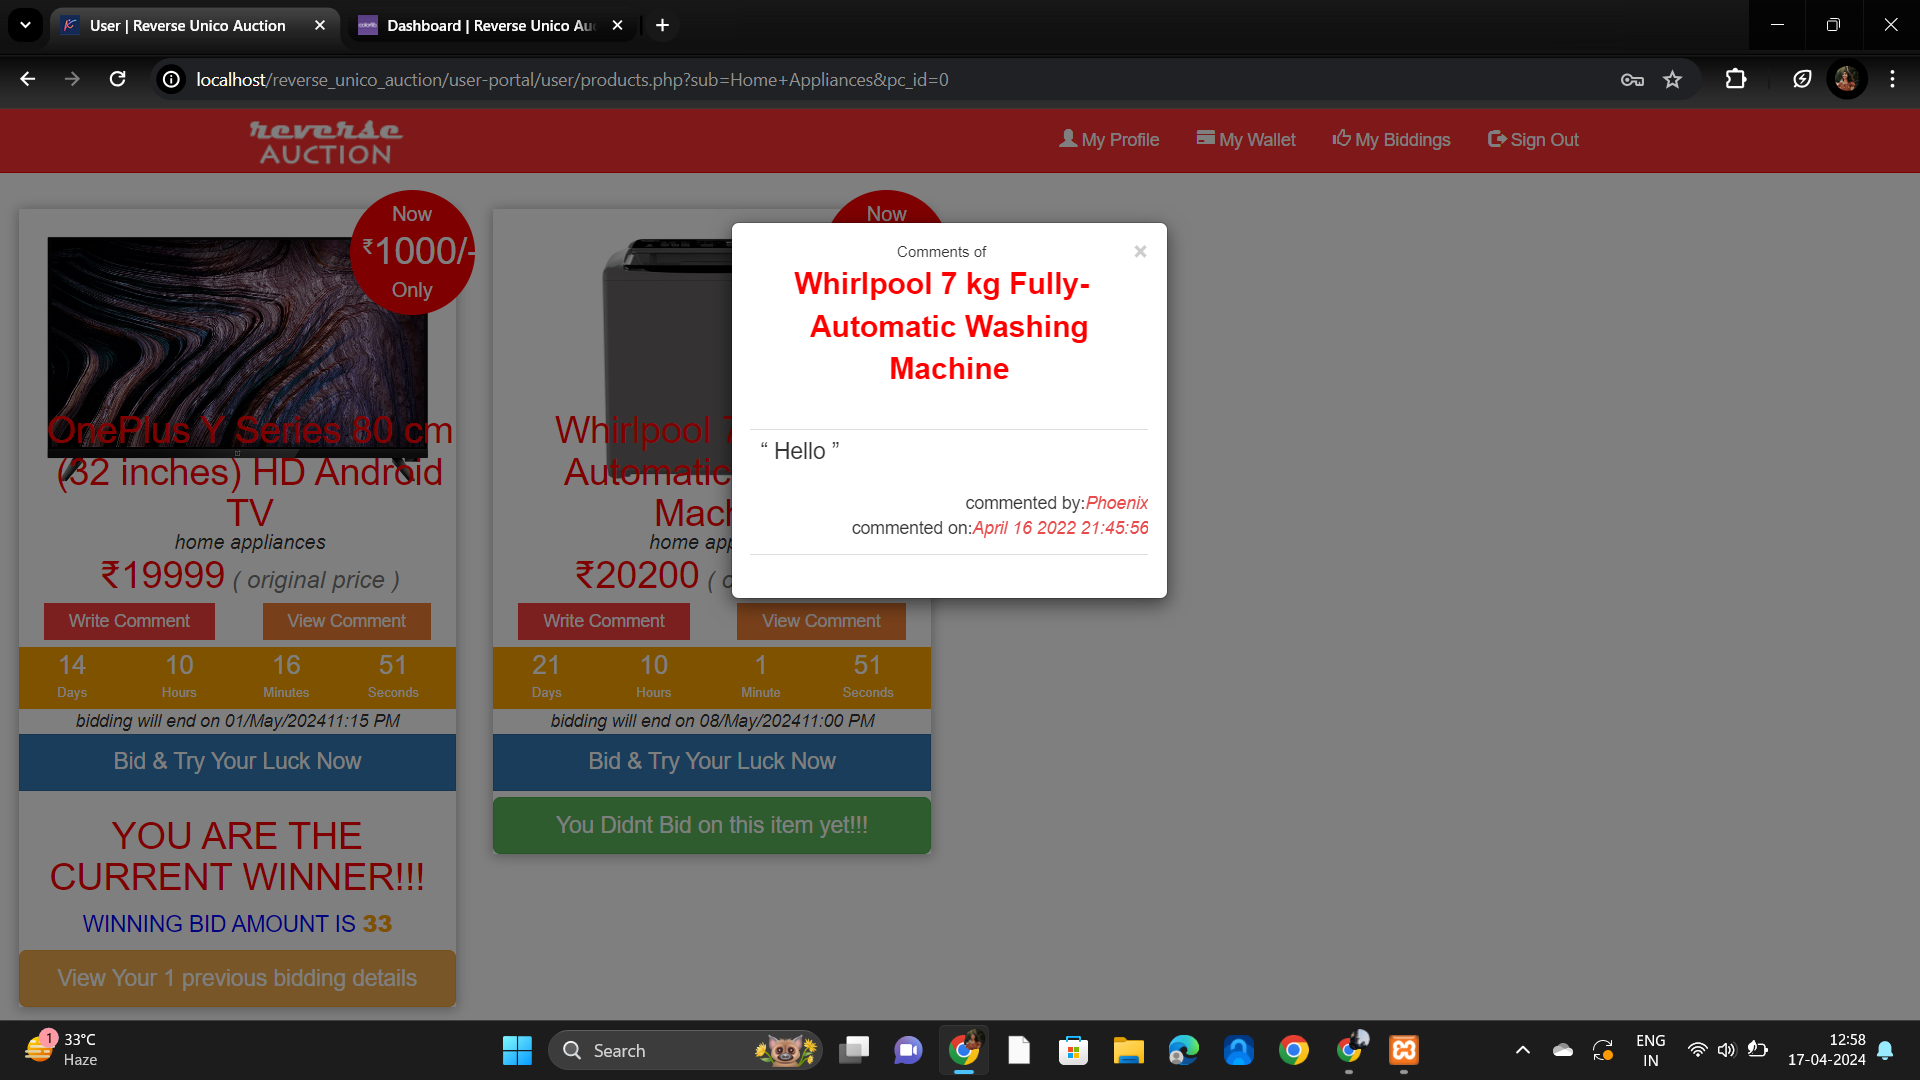 User | Reverse Unico Auction
Dashboard | Reverse Unico Au
localhost/reverse_unico_auction/user-portal/user/products.php?sub=Home+Appliances&pc_id=0
reverse
AUCTION
My Profile
My Wallet
My Biddings
Sign Out
Now
₹1000/-
Only
OnePlus Y Series 80 cm
(32 inches) HD Android
TV
home appliances
₹19999 ( original price )
Write Comment
View Comment
14
10
16
51
Days
Hours
Minutes
Seconds
bidding will end on 01/May/202411:15 PM
Bid & Try Your Luck Now
YOU ARE THE
CURRENT WINNER!!!
WINNING BID AMOUNT IS 33
View Your 1 previous bidding details
Now
Whirlpool 7
Automatic
Mach
home app
₹20200 ( o
Write Comment
View Comment
21
10
1
51
Days
Hours
Minute
Seconds
bidding will end on 08/May/202411:00 PM
Bid & Try Your Luck Now
You Didnt Bid on this item yet!!!
Comments of
×
Whirlpool 7 kg Fully-
Automatic Washing
Machine
“ Hello ”
commented by:Phoenix
commented on:April 16 2022 21:45:56
1
33°C
Haze
Search
ENG
IN
12:58
17-04-2024